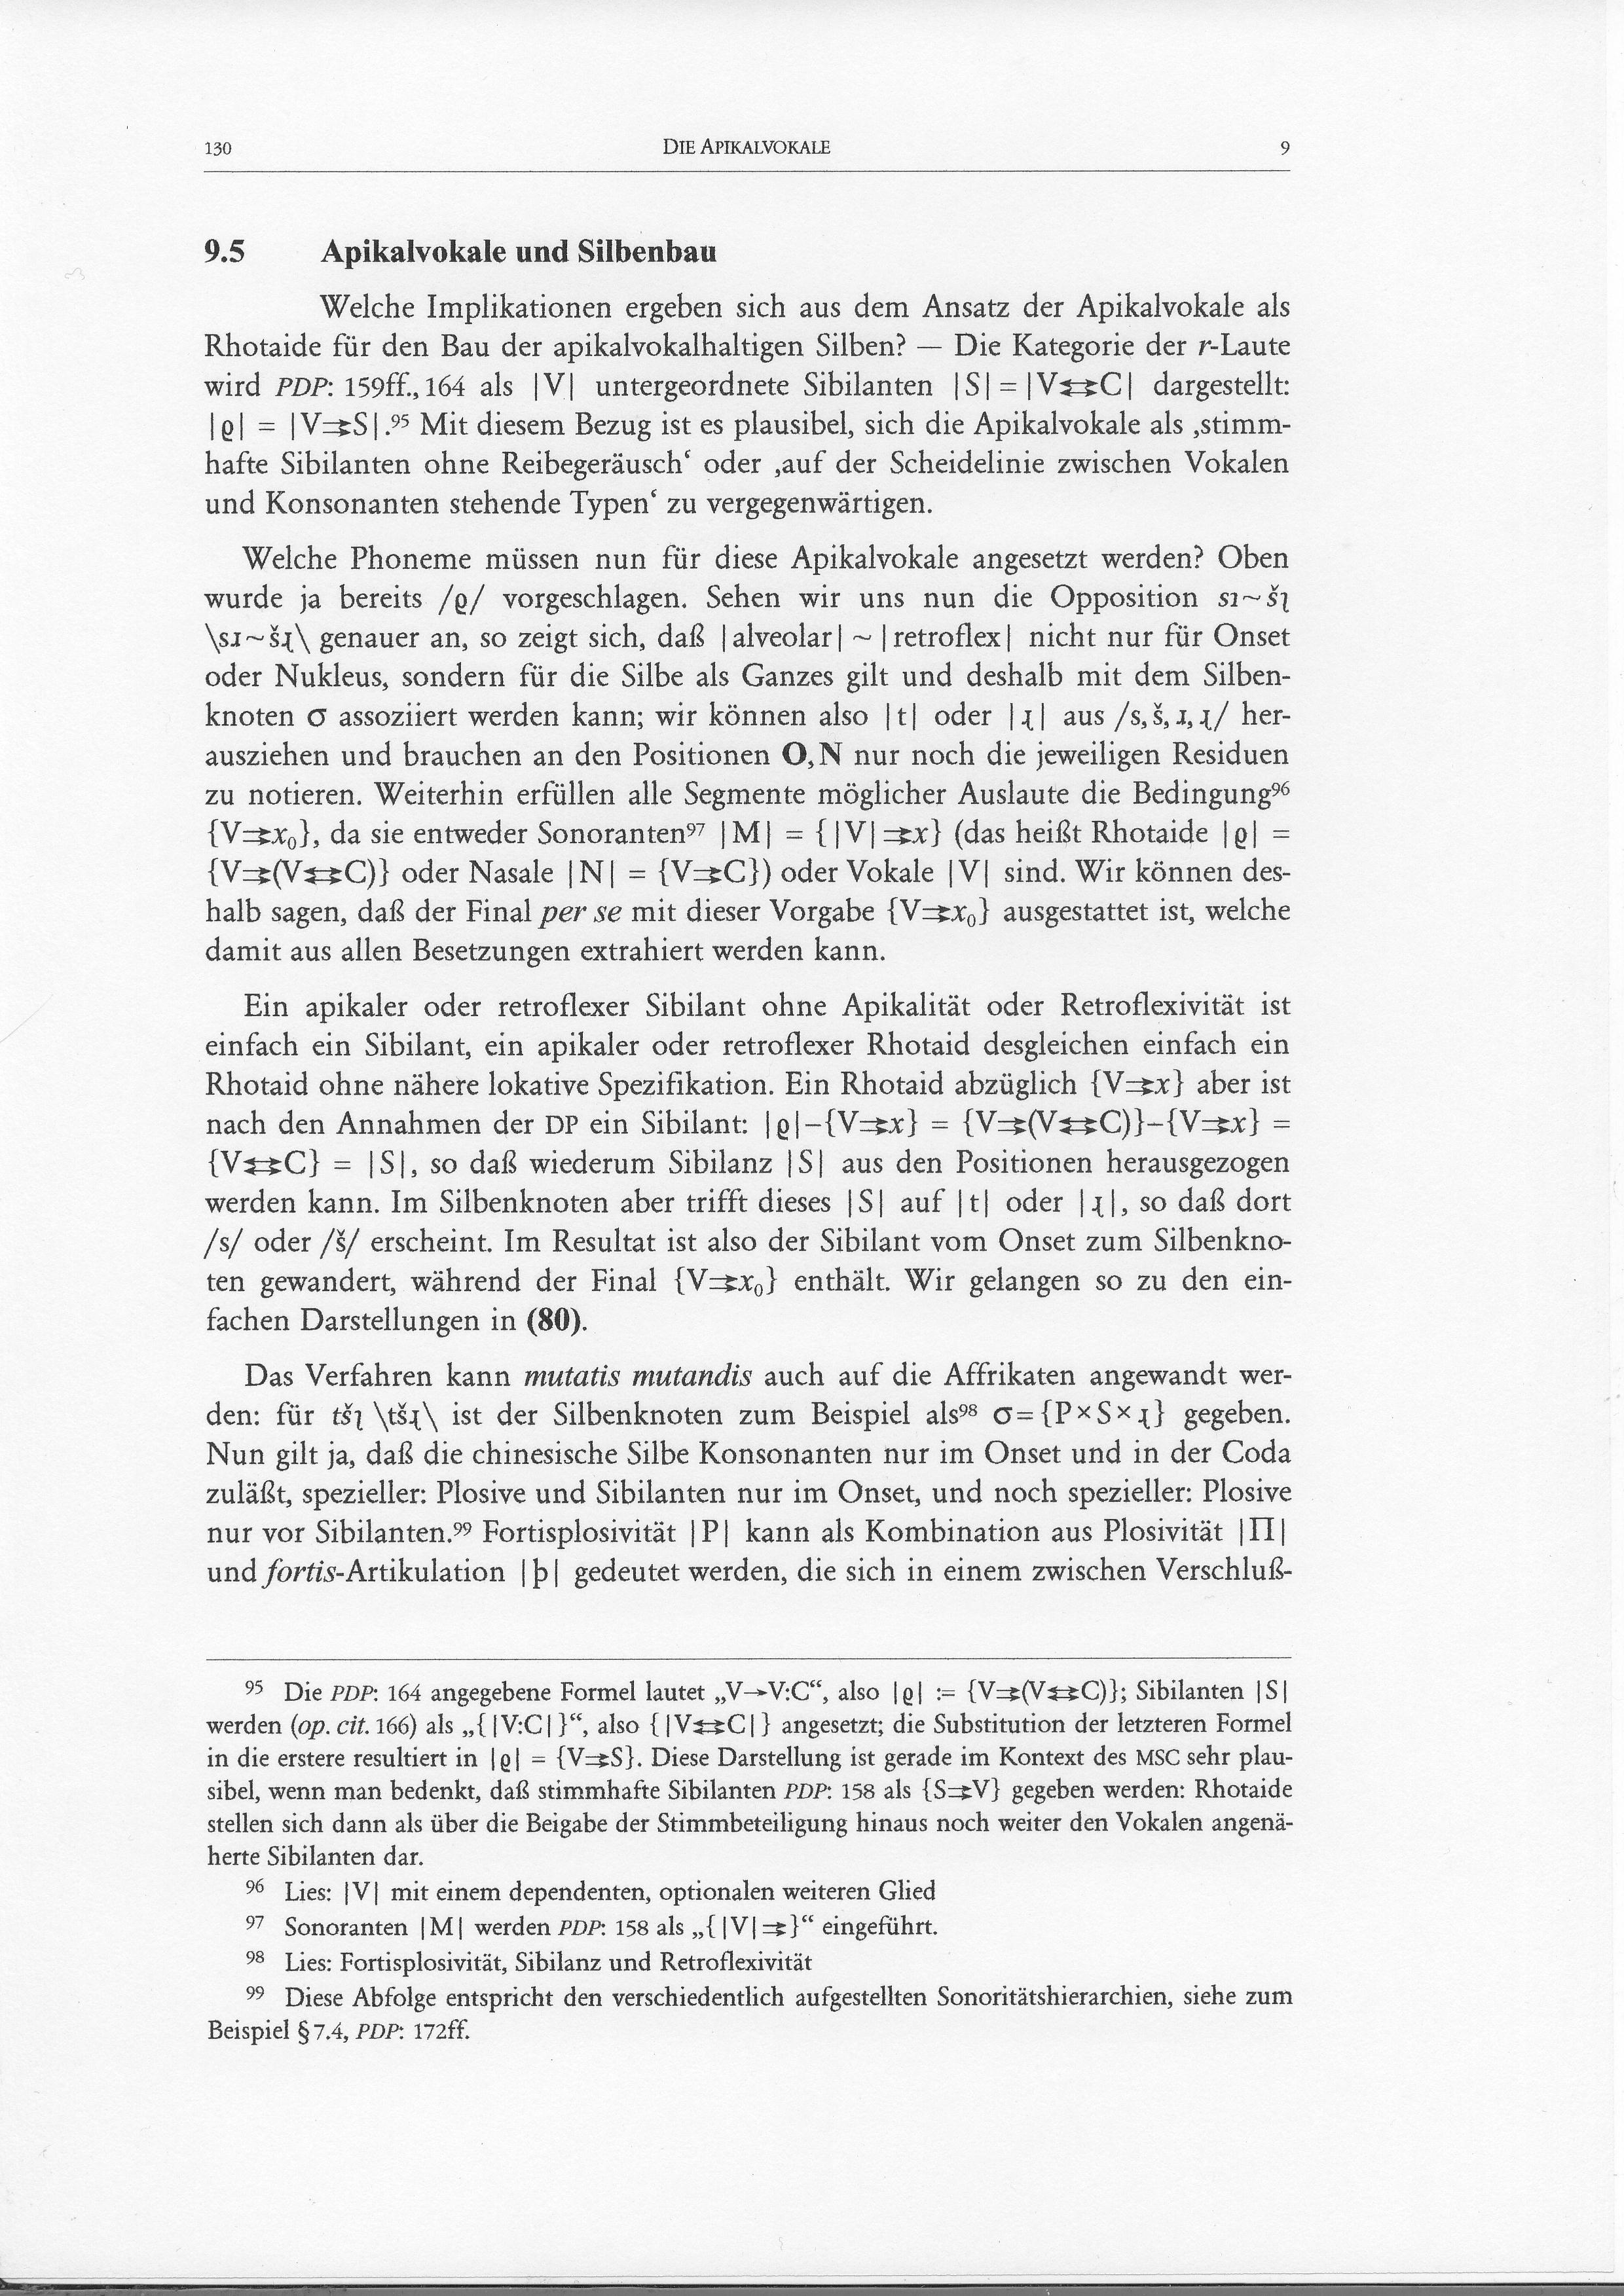 130 DIE APIKALVOKALE 9
9.5 Apikalvokale und Silbenbau
Welche Implikationen ergeben sich aus dem Ansatz der Apikalvokale als
Rhotaide für den Bau der apikalvokalhaltigen Silben? — Die Kategorie der r-Laute
wird PDP: 159ff., 164 als |V| untergeordnete Sibilanten |S| = |V⇆C| dargestellt:
|ƍ| = |V⇉S|.⁹⁵ Mit diesem Bezug ist es plausibel, sich die Apikalvokale als ‚stimm-
hafte Sibilanten ohne Reibegeräusch‘ oder ‚auf der Scheidelinie zwischen Vokalen
und Konsonanten stehende Typen‘ zu vergegenwärtigen.
Welche Phoneme müssen nun für diese Apikalvokale angesetzt werden? Oben
wurde ja bereits /ƍ/ vorgeschlagen. Sehen wir uns nun die Opposition sɿ~šʅ
\sɹ~šɻ\ genauer an, so zeigt sich, daß |alveolar| ~ |retroflex| nicht nur für Onset
oder Nukleus, sondern für die Silbe als Ganzes gilt und deshalb mit dem Silben-
knoten σ assoziiert werden kann; wir können also |t| oder |ɻ| aus /s, š, ɹ, ɻ/ her-
ausziehen und brauchen an den Positionen O, N nur noch die jeweiligen Residuen
zu notieren. Weiterhin erfüllen alle Segmente möglicher Auslaute die Bedingung⁹⁶
{V⇉x₀}, da sie entweder Sonoranten⁹⁷ |M| = {|V|⇉x} (das heißt Rhotaide |ƍ| =
{V⇉(V⇆C)} oder Nasale |N| = {V⇉C}) oder Vokale |V| sind. Wir können des-
halb sagen, daß der Final per se mit dieser Vorgabe {V⇉x₀} ausgestattet ist, welche
damit aus allen Besetzungen extrahiert werden kann.
Ein apikaler oder retroflexer Sibilant ohne Apikalität oder Retroflexivität ist
einfach ein Sibilant, ein apikaler oder retroflexer Rhotaid desgleichen einfach ein
Rhotaid ohne nähere lokative Spezifikation. Ein Rhotaid abzüglich {V⇉x} aber ist
nach den Annahmen der DP ein Sibilant: |ƍ|–{V⇉x} = {V⇉(V⇆C)}–{V⇉x} =
{V⇆C} = |S|, so daß wiederum Sibilanz |S| aus den Positionen herausgezogen
werden kann. Im Silbenknoten aber trifft dieses |S| auf |t| oder |ɻ|, so daß dort
/s/ oder /š/ erscheint. Im Resultat ist also der Sibilant vom Onset zum Silbenkno-
ten gewandert, während der Final {V⇉x₀} enthält. Wir gelangen so zu den ein-
fachen Darstellungen in (80).
Das Verfahren kann mutatis mutandis auch auf die Affrikaten angewandt wer-
den: für tšʅ \tšɻ\ ist der Silbenknoten zum Beispiel als⁹⁸ σ={P×S×ɻ} gegeben.
Nun gilt ja, daß die chinesische Silbe Konsonanten nur im Onset und in der Coda
zuläßt, spezieller: Plosive und Sibilanten nur im Onset, und noch spezieller: Plosive
nur vor Sibilanten.⁹⁹ Fortisplosivität |P| kann als Kombination aus Plosivität |Π|
und fortis-Artikulation |þ| gedeutet werden, die sich in einem zwischen Verschluß-
95 Die PDP: 164 angegebene Formel lautet „V→V:C“, also |ƍ| := {V⇉(V⇆C)}; Sibilanten |S|
werden (op. cit. 166) als „{|V:C|}“, also {|V⇆C|} angesetzt; die Substitution der letzteren Formel
in die erstere resultiert in |ƍ| = {V⇉S}. Diese Darstellung ist gerade im Kontext des MSC sehr plau-
sibel, wenn man bedenkt, daß stimmhafte Sibilanten PDP: 158 als {S⇉V} gegeben werden: Rhotaide
stellen sich dann als über die Beigabe der Stimmbeteiligung hinaus noch weiter den Vokalen angenä-
herte Sibilanten dar.
96 Lies: |V| mit einem dependenten, optionalen weiteren Glied
97 Sonoranten |M| werden PDP: 158 als „{|V|⇉}“ eingeführt.
98 Lies: Fortisplosivität, Sibilanz und Retroflexivität
99 Diese Abfolge entspricht den verschiedentlich aufgestellten Sonoritätshierarchien, siehe zum
Beispiel § 7.4, PDP: 172ff.